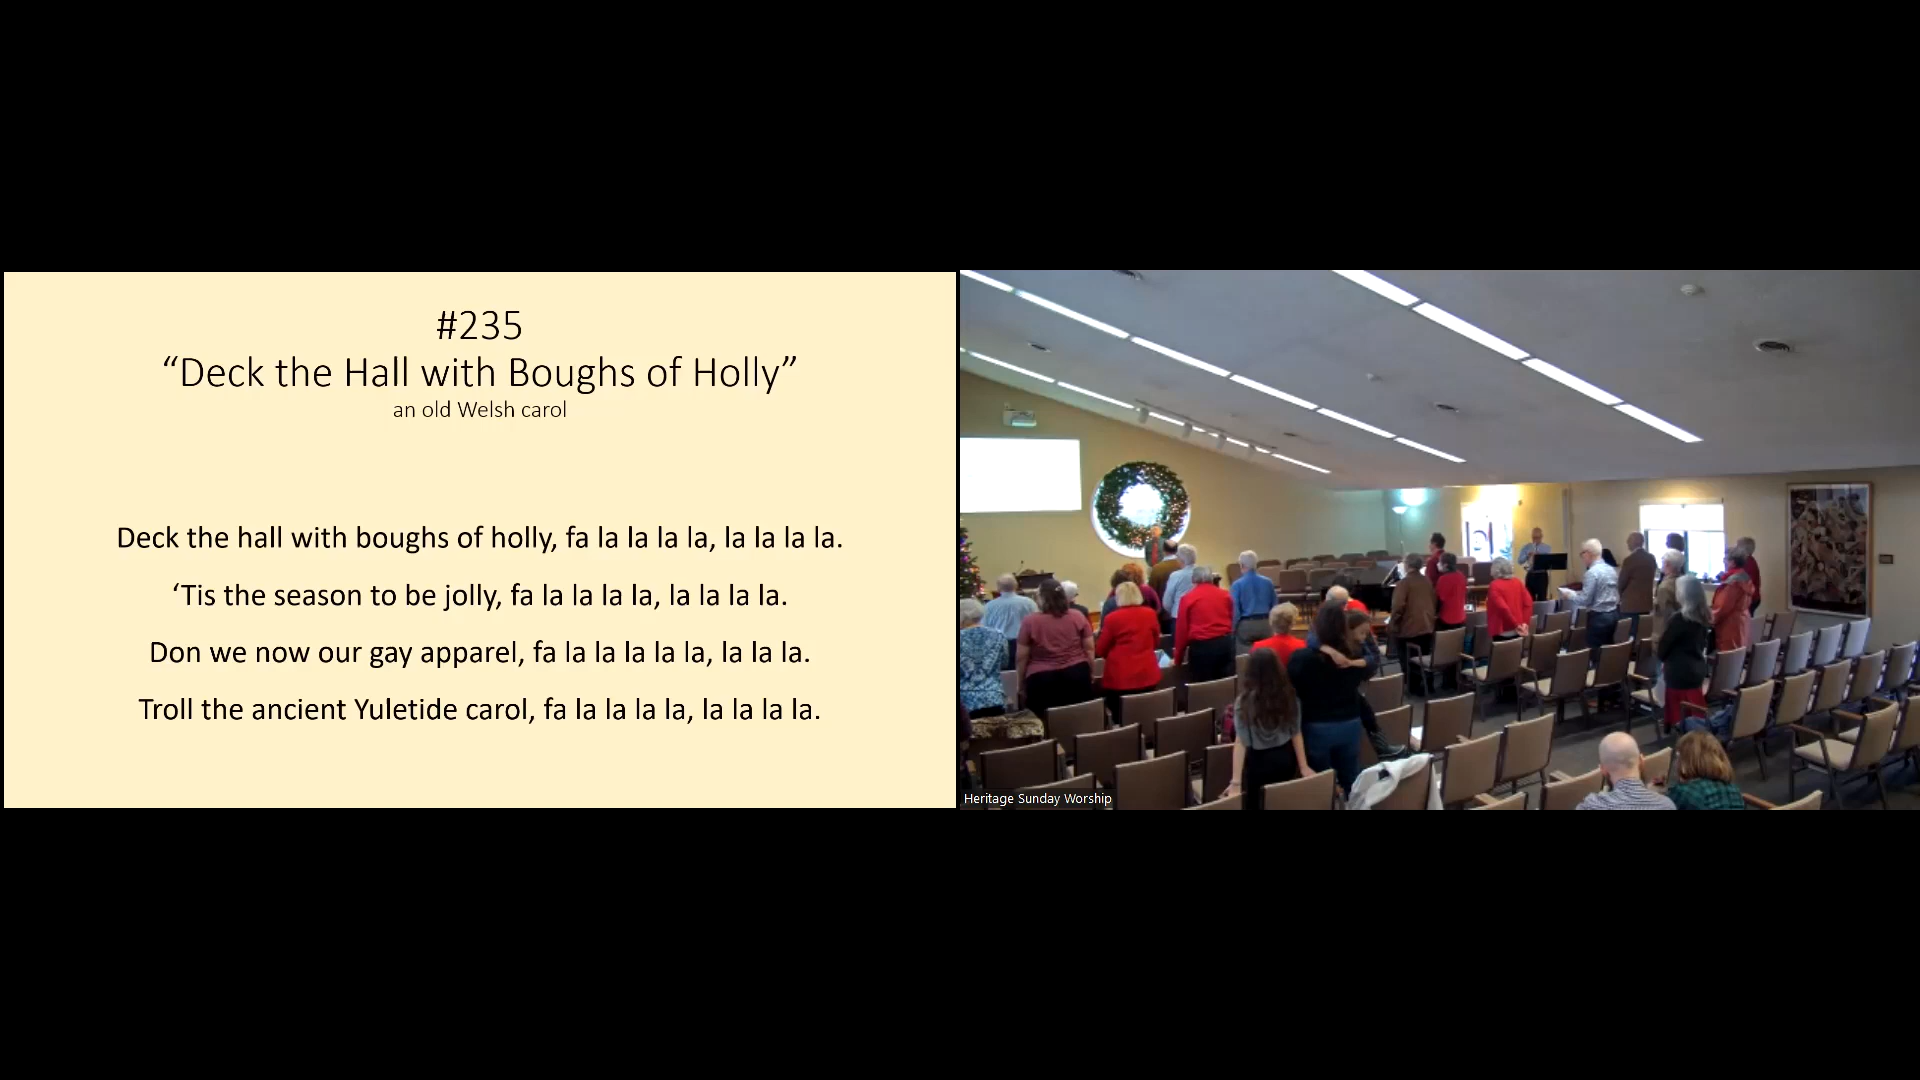 #235
“Deck the Hall with Boughs of Holly”
an old Welsh carol
Deck the hall with boughs of holly, fa la la la la, la la la la.
‘Tis the season to be jolly, fa la la la la, la la la la.
Don we now our gay apparel, fa la la la la la, la la la.
Troll the ancient Yuletide carol, fa la la la la, la la la la.
Heritage Sunday Worship